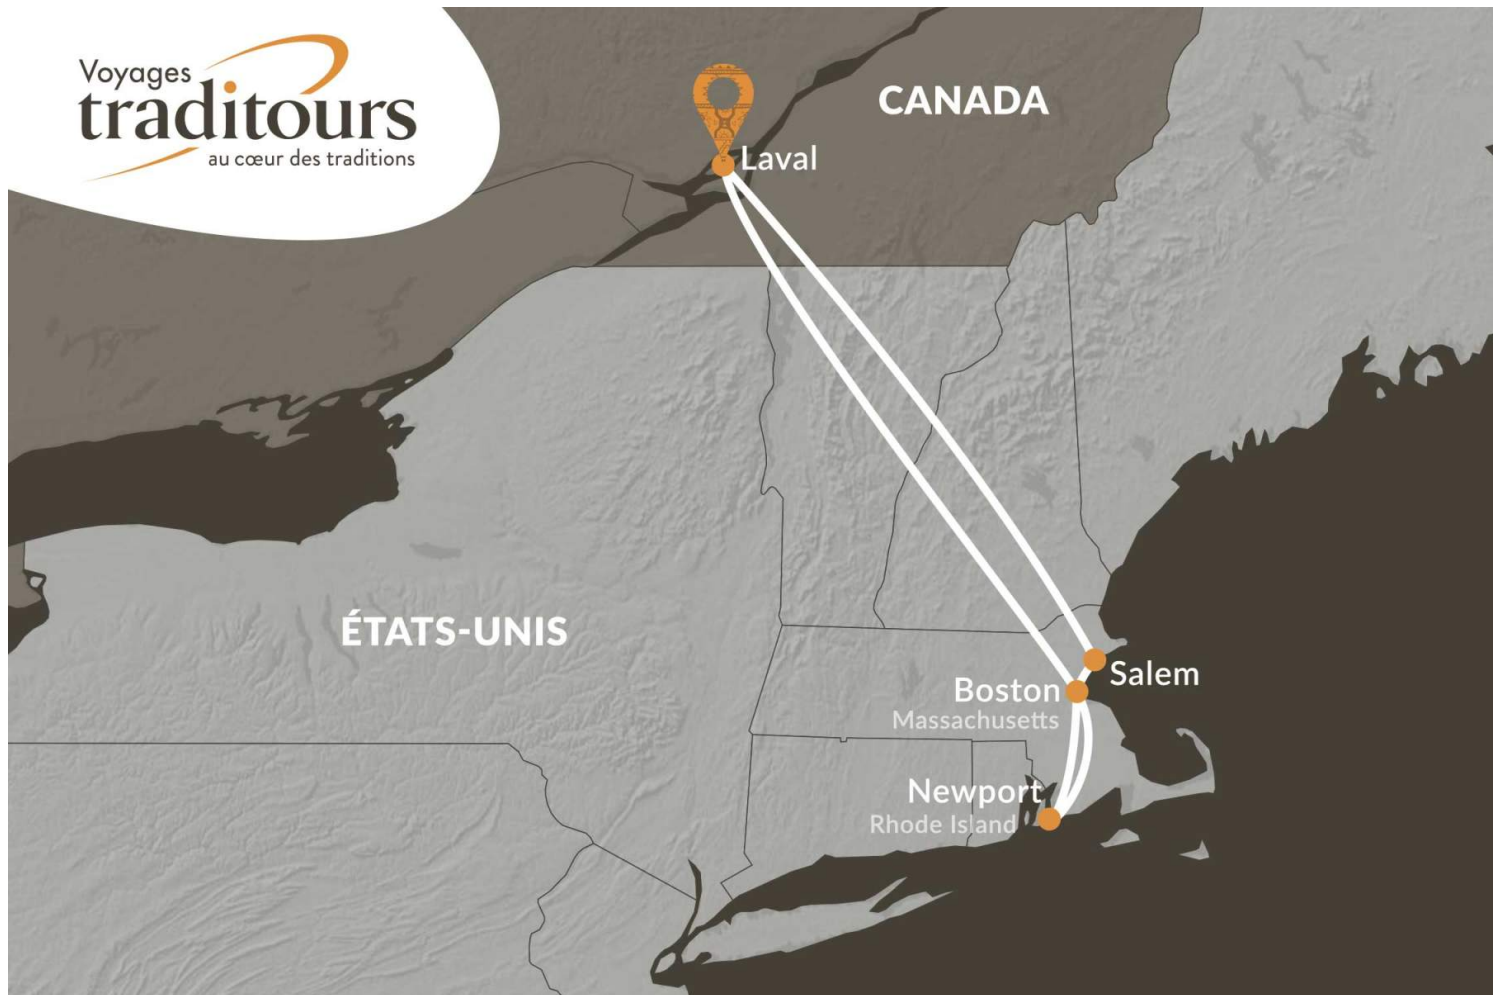 Voyages
traditours
au cœur des traditions
CANADA
Laval
ÉTATS-UNIS
Salem
Boston
Massachusetts
Newport
Rhode Island